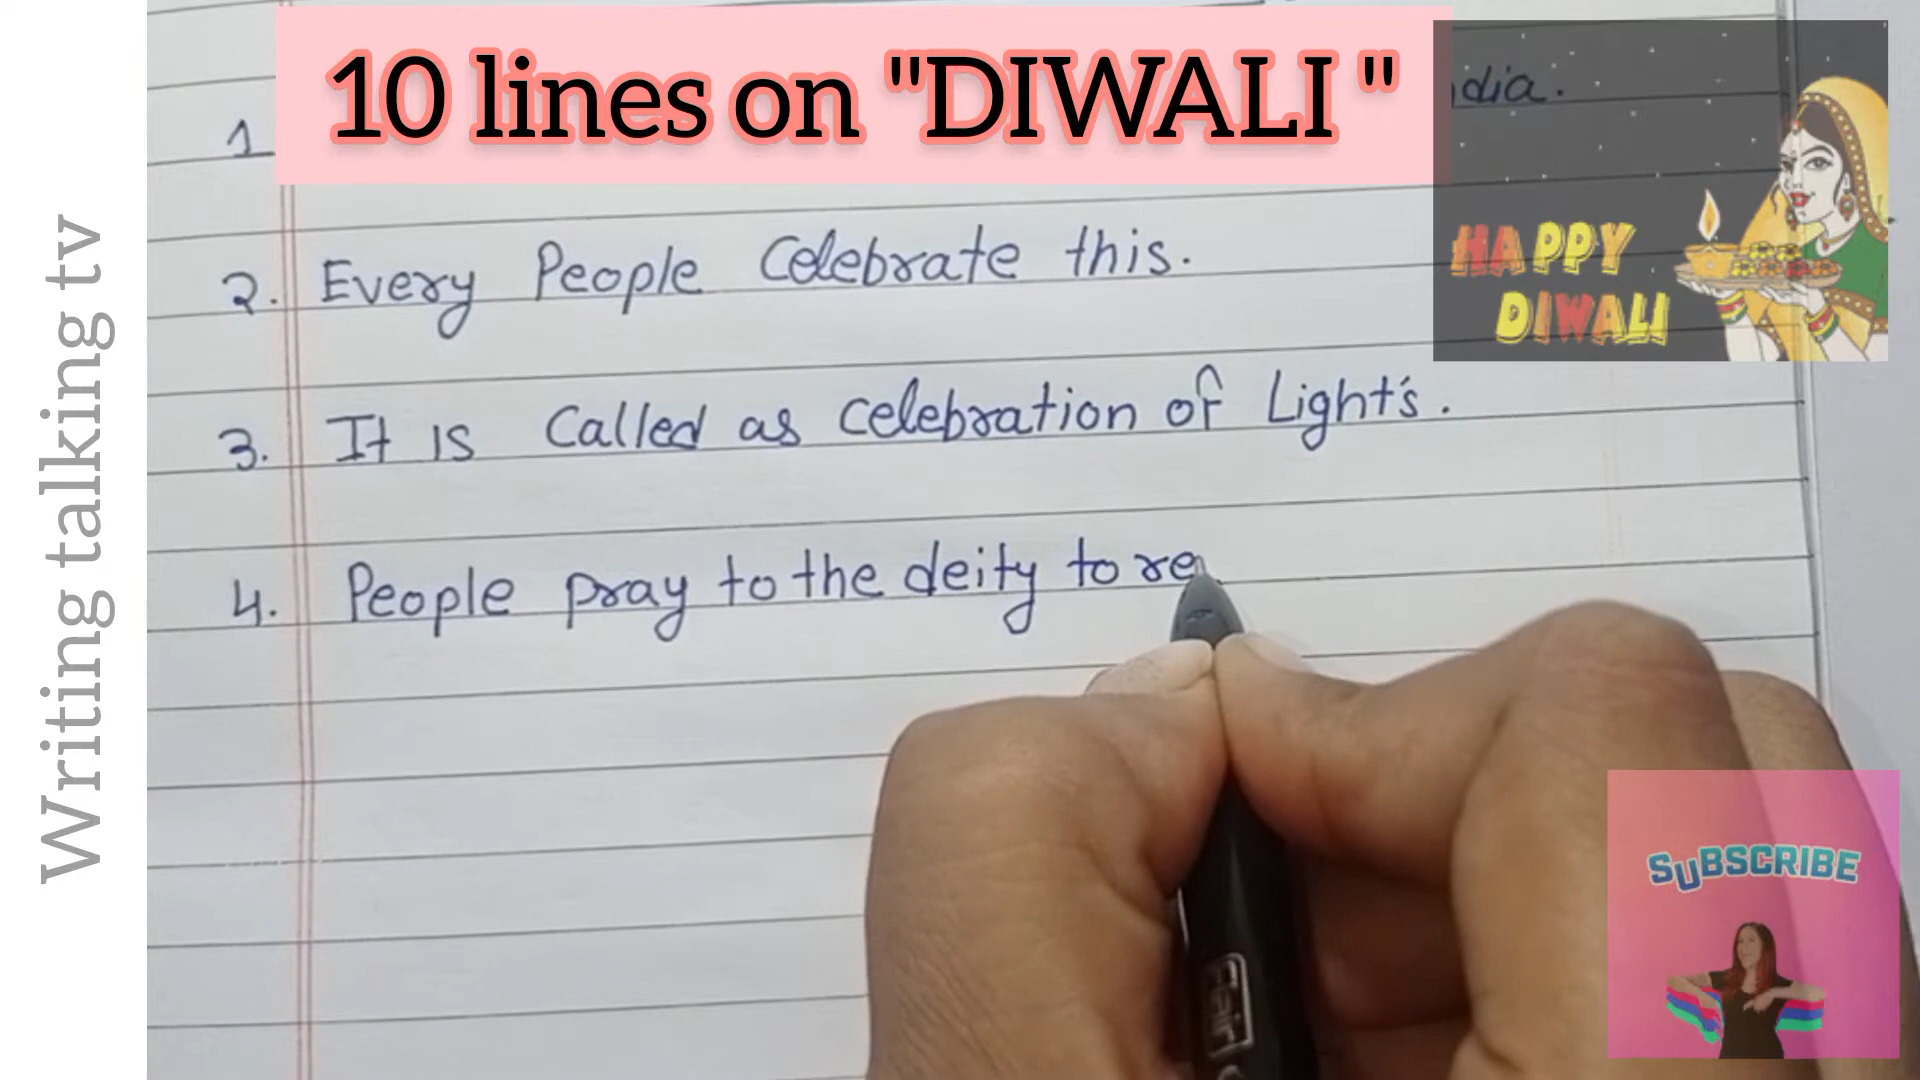 10 lines on "DIWALI "
1
dia.
2. Every People Celebrate this.
3. It is Called as celebration of Light's.
4. People pray to the deity to re
HAPPY
DIWALI
Writing talking tv
SUBSCRIBE
Flair